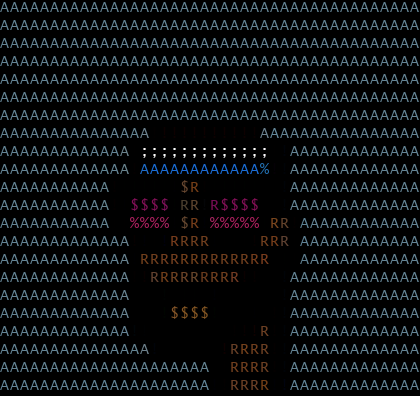 AAAAAAAAAAAAAAAAAAAAAAAAAAAAAAAAAAAAAAAAAA
AAAAAAAAAAAAAAAAAAAAAAAAAAAAAAAAAAAAAAAAAA
AAAAAAAAAAAAAAAAAAAAAAAAAAAAAAAAAAAAAAAAAA
AAAAAAAAAAAAAAAAAAAAAAAAAAAAAAAAAAAAAAAAAA
AAAAAAAAAAAAAAAAAAAAAAAAAAAAAAAAAAAAAAAAAA
AAAAAAAAAAAAAAAAAAAAAAAAAAAAAAAAAAAAAAAAAA
AAAAAAAAAAAAAAAAAAAAAAAAAAAAAAAAAAAAAAAAAA
AAAAAAAAAAAAAAA           AAAAAAAAAAAAAAAA
AAAAAAAAAAAAA ;;;;;;;;;;;;;  AAAAAAAAAAAAA
AAAAAAAAAAAAA AAAAAAAAAAAA%  AAAAAAAAAAAAA
AAAAAAAAAAA       $R         AAAAAAAAAAAAA
AAAAAAAAAAA  $$$$ RR R$$$$   AAAAAAAAAAAAA
AAAAAAAAAAA  %%%% $R %%%%% RR AAAAAAAAAAAA
AAAAAAAAAAAAA    RRRR     RRR AAAAAAAAAAAA
AAAAAAAAAAAAA RRRRRRRRRRRRR   AAAAAAAAAAAA
AAAAAAAAAAAAA  RRRRRRRRR     AAAAAAAAAAAAA
AAAAAAAAAAAAA                AAAAAAAAAAAAA
AAAAAAAAAAAAA    $$$$        AAAAAAAAAAAAA
AAAAAAAAAAAAA             R  AAAAAAAAAAAAA
AAAAAAAAAAAAAAA        RRRR  AAAAAAAAAAAAA
AAAAAAAAAAAAAAAAAAAAA  RRRR  AAAAAAAAAAAAA
AAAAAAAAAAAAAAAAAAAAA  RRRR  AAAAAAAAAAAAA